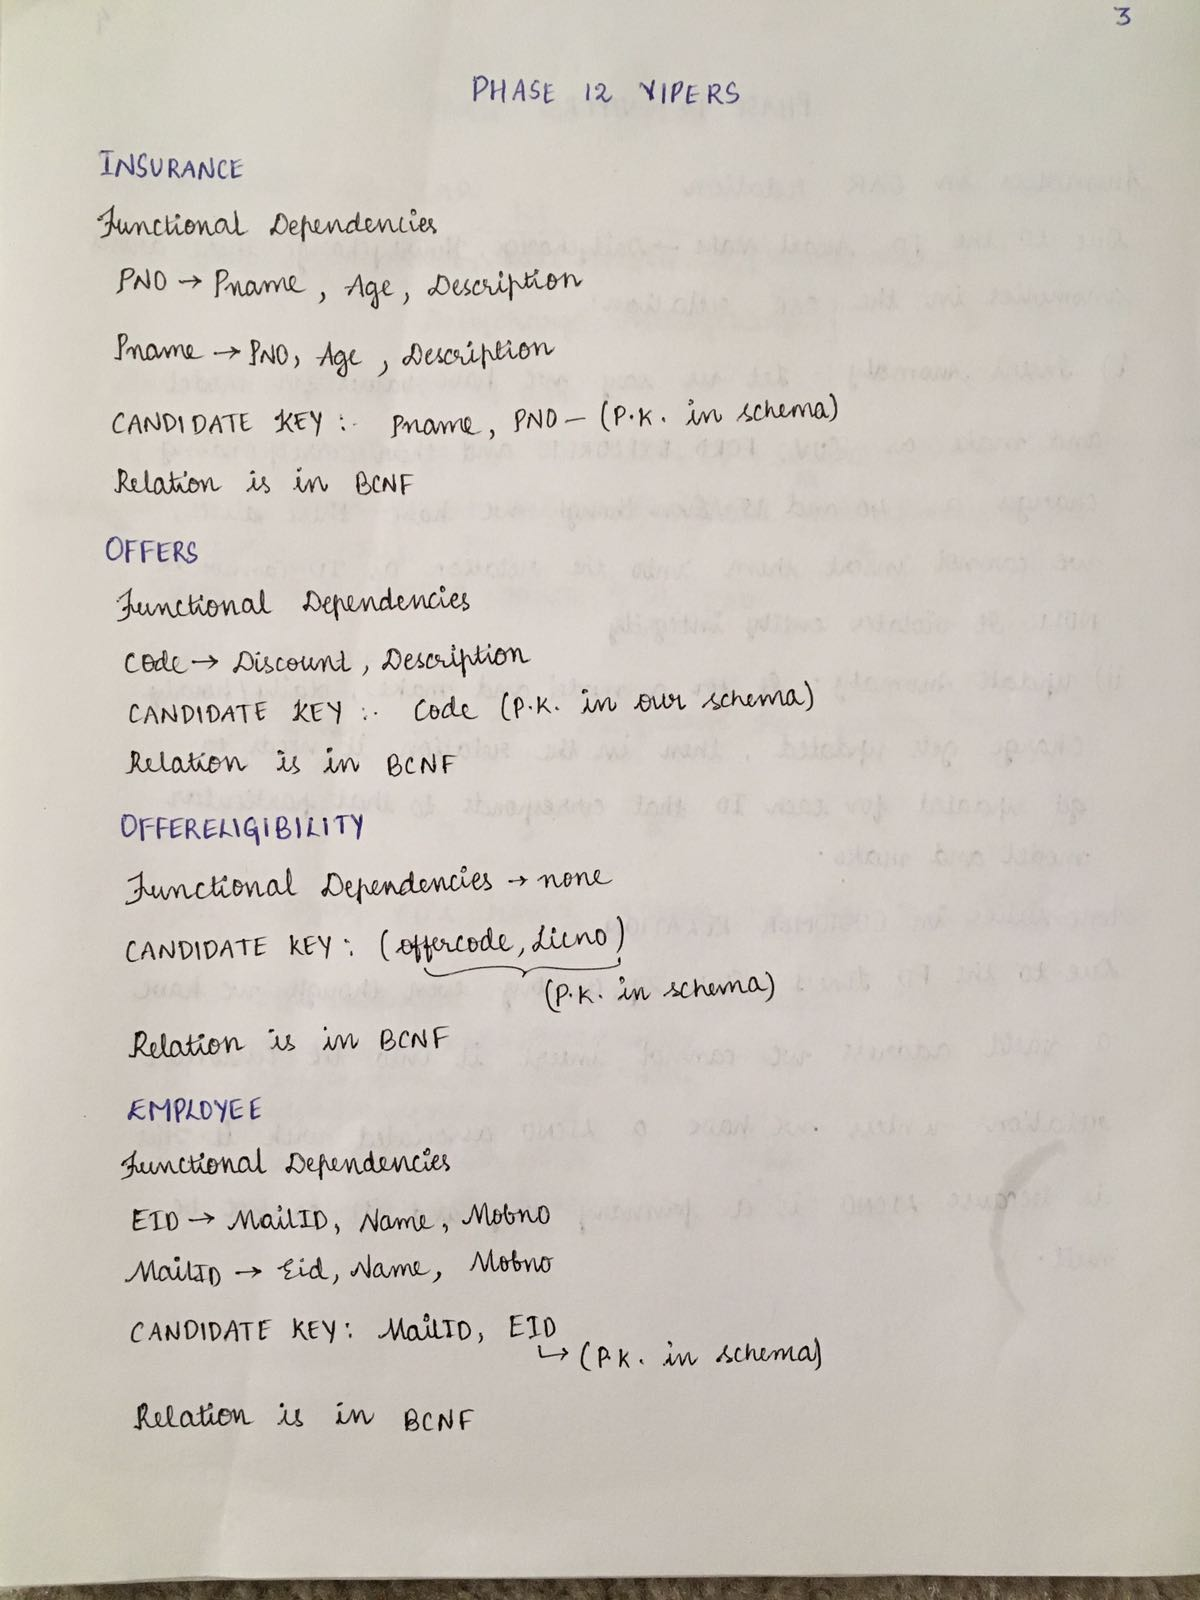 3
PHASE 12 VIPERS
INSURANCE
Functional Dependencies
PNO → Pname, Age, Description
Pname → PNO, Age, Description
CANDIDATE KEY :- Pname, PNO – (P.K. in schema)
Relation is in BCNF
OFFERS
Functional Dependencies
Code → Discount, Description
CANDIDATE KEY :- Code (P.K. in our schema)
Relation is in BCNF
OFFERELIGIBILITY
Functional Dependencies → none
CANDIDATE KEY: (offercode, Licno)
(P.K. in schema)
Relation is in BCNF
EMPLOYEE
Functional Dependencies
EID → MailID, Name, Mobno
MailID → Eid, Name, Mobno
CANDIDATE KEY: MailID, EID
↳ (P.K. in schema)
Relation is in BCNF